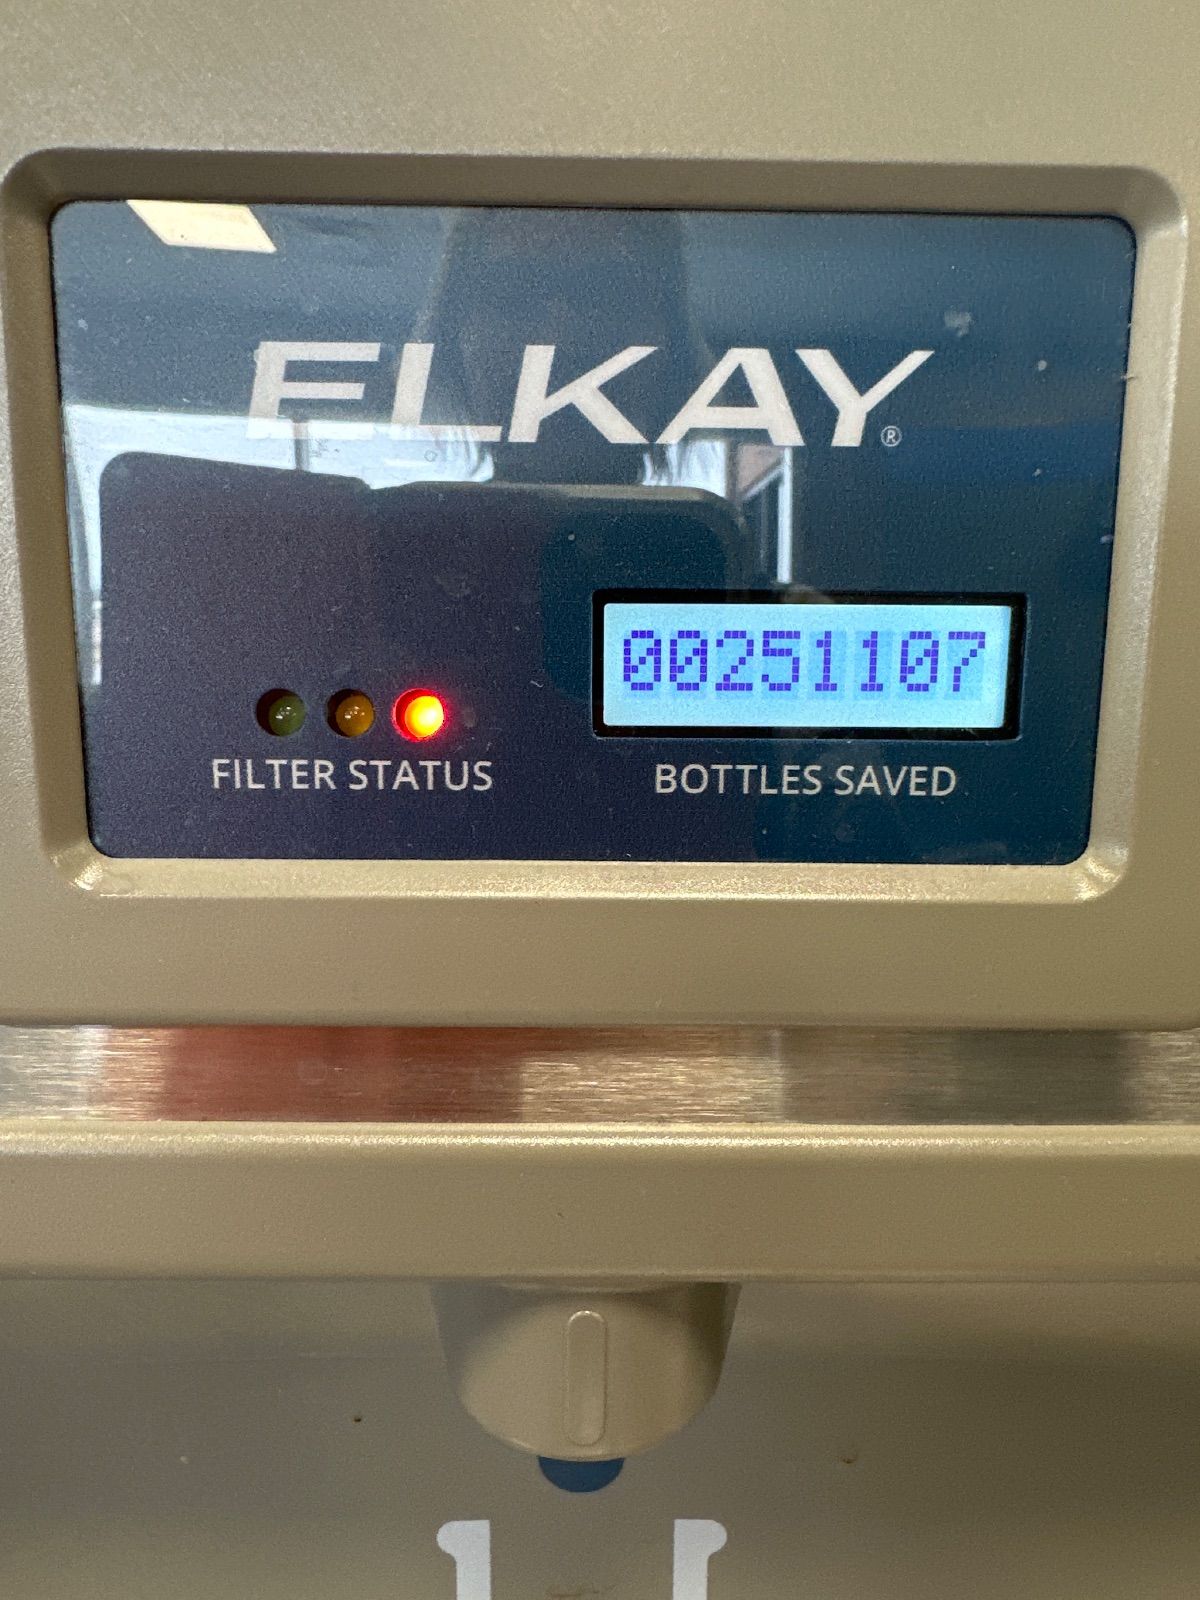 ELKAY®
00251107
FILTER STATUS
BOTTLES SAVED